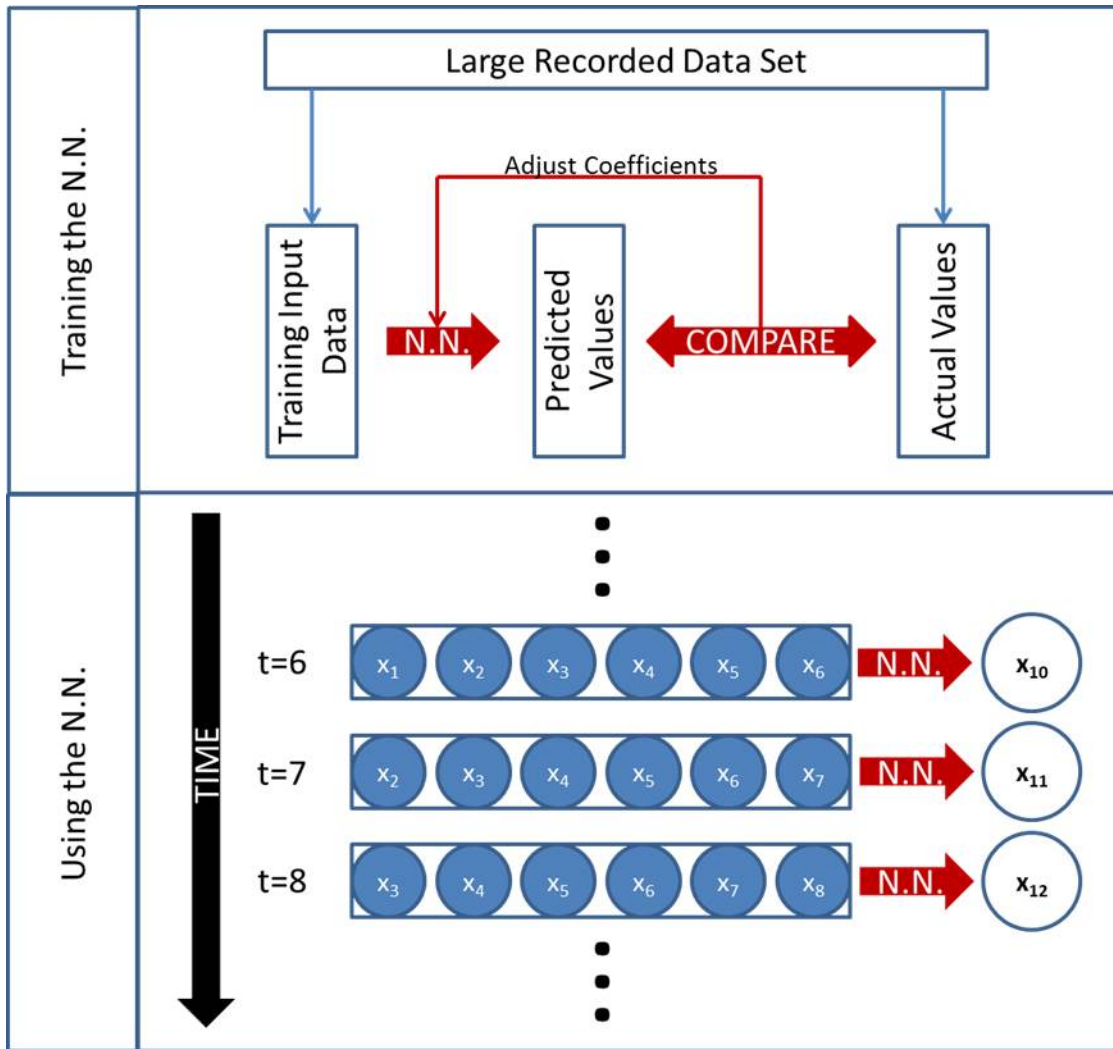 Training the N.N.
Large Recorded Data Set
Adjust Coefficients
Training Input
Data
N.N.
Predicted
Values
COMPARE
Actual Values
Using the N.N.
TIME
t=6 x₁ x₂ x₃ x₄ x₅ x₆ N.N. x₁₀
t=7 x₂ x₃ x₄ x₅ x₆ x₇ N.N. x₁₁
t=8 x₃ x₄ x₅ x₆ x₇ x₈ N.N. x₁₂